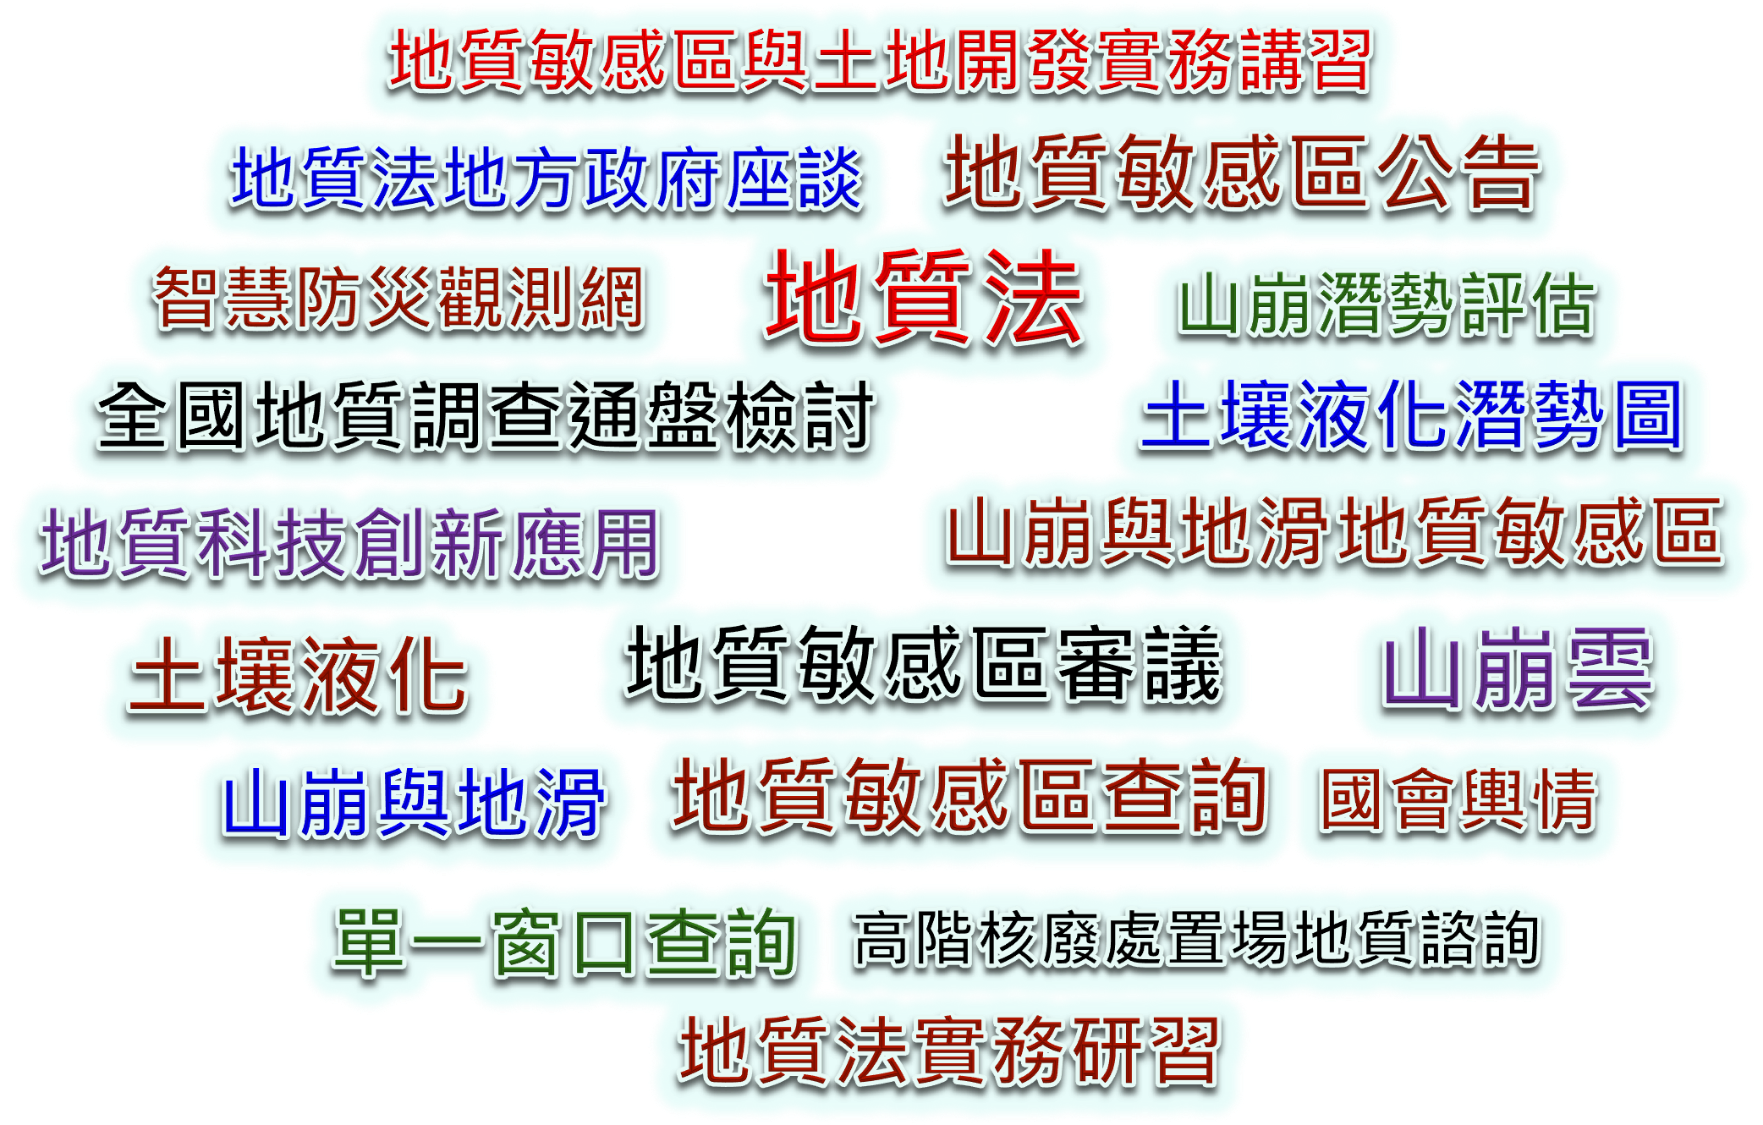 地質敏感區與土地開發實務講習
地質法地方政府座談
地質敏感區公告
智慧防災觀測網
地質法
山崩潛勢評估
全國地質調查通盤檢討
土壤液化潛勢圖
地質科技創新應用
山崩與地滑地質敏感區
土壤液化
地質敏感區審議
山崩雲
山崩與地滑
地質敏感區查詢
國會輿情
單一窗口查詢
高階核廢處置場地質諮詢
地質法實務研習